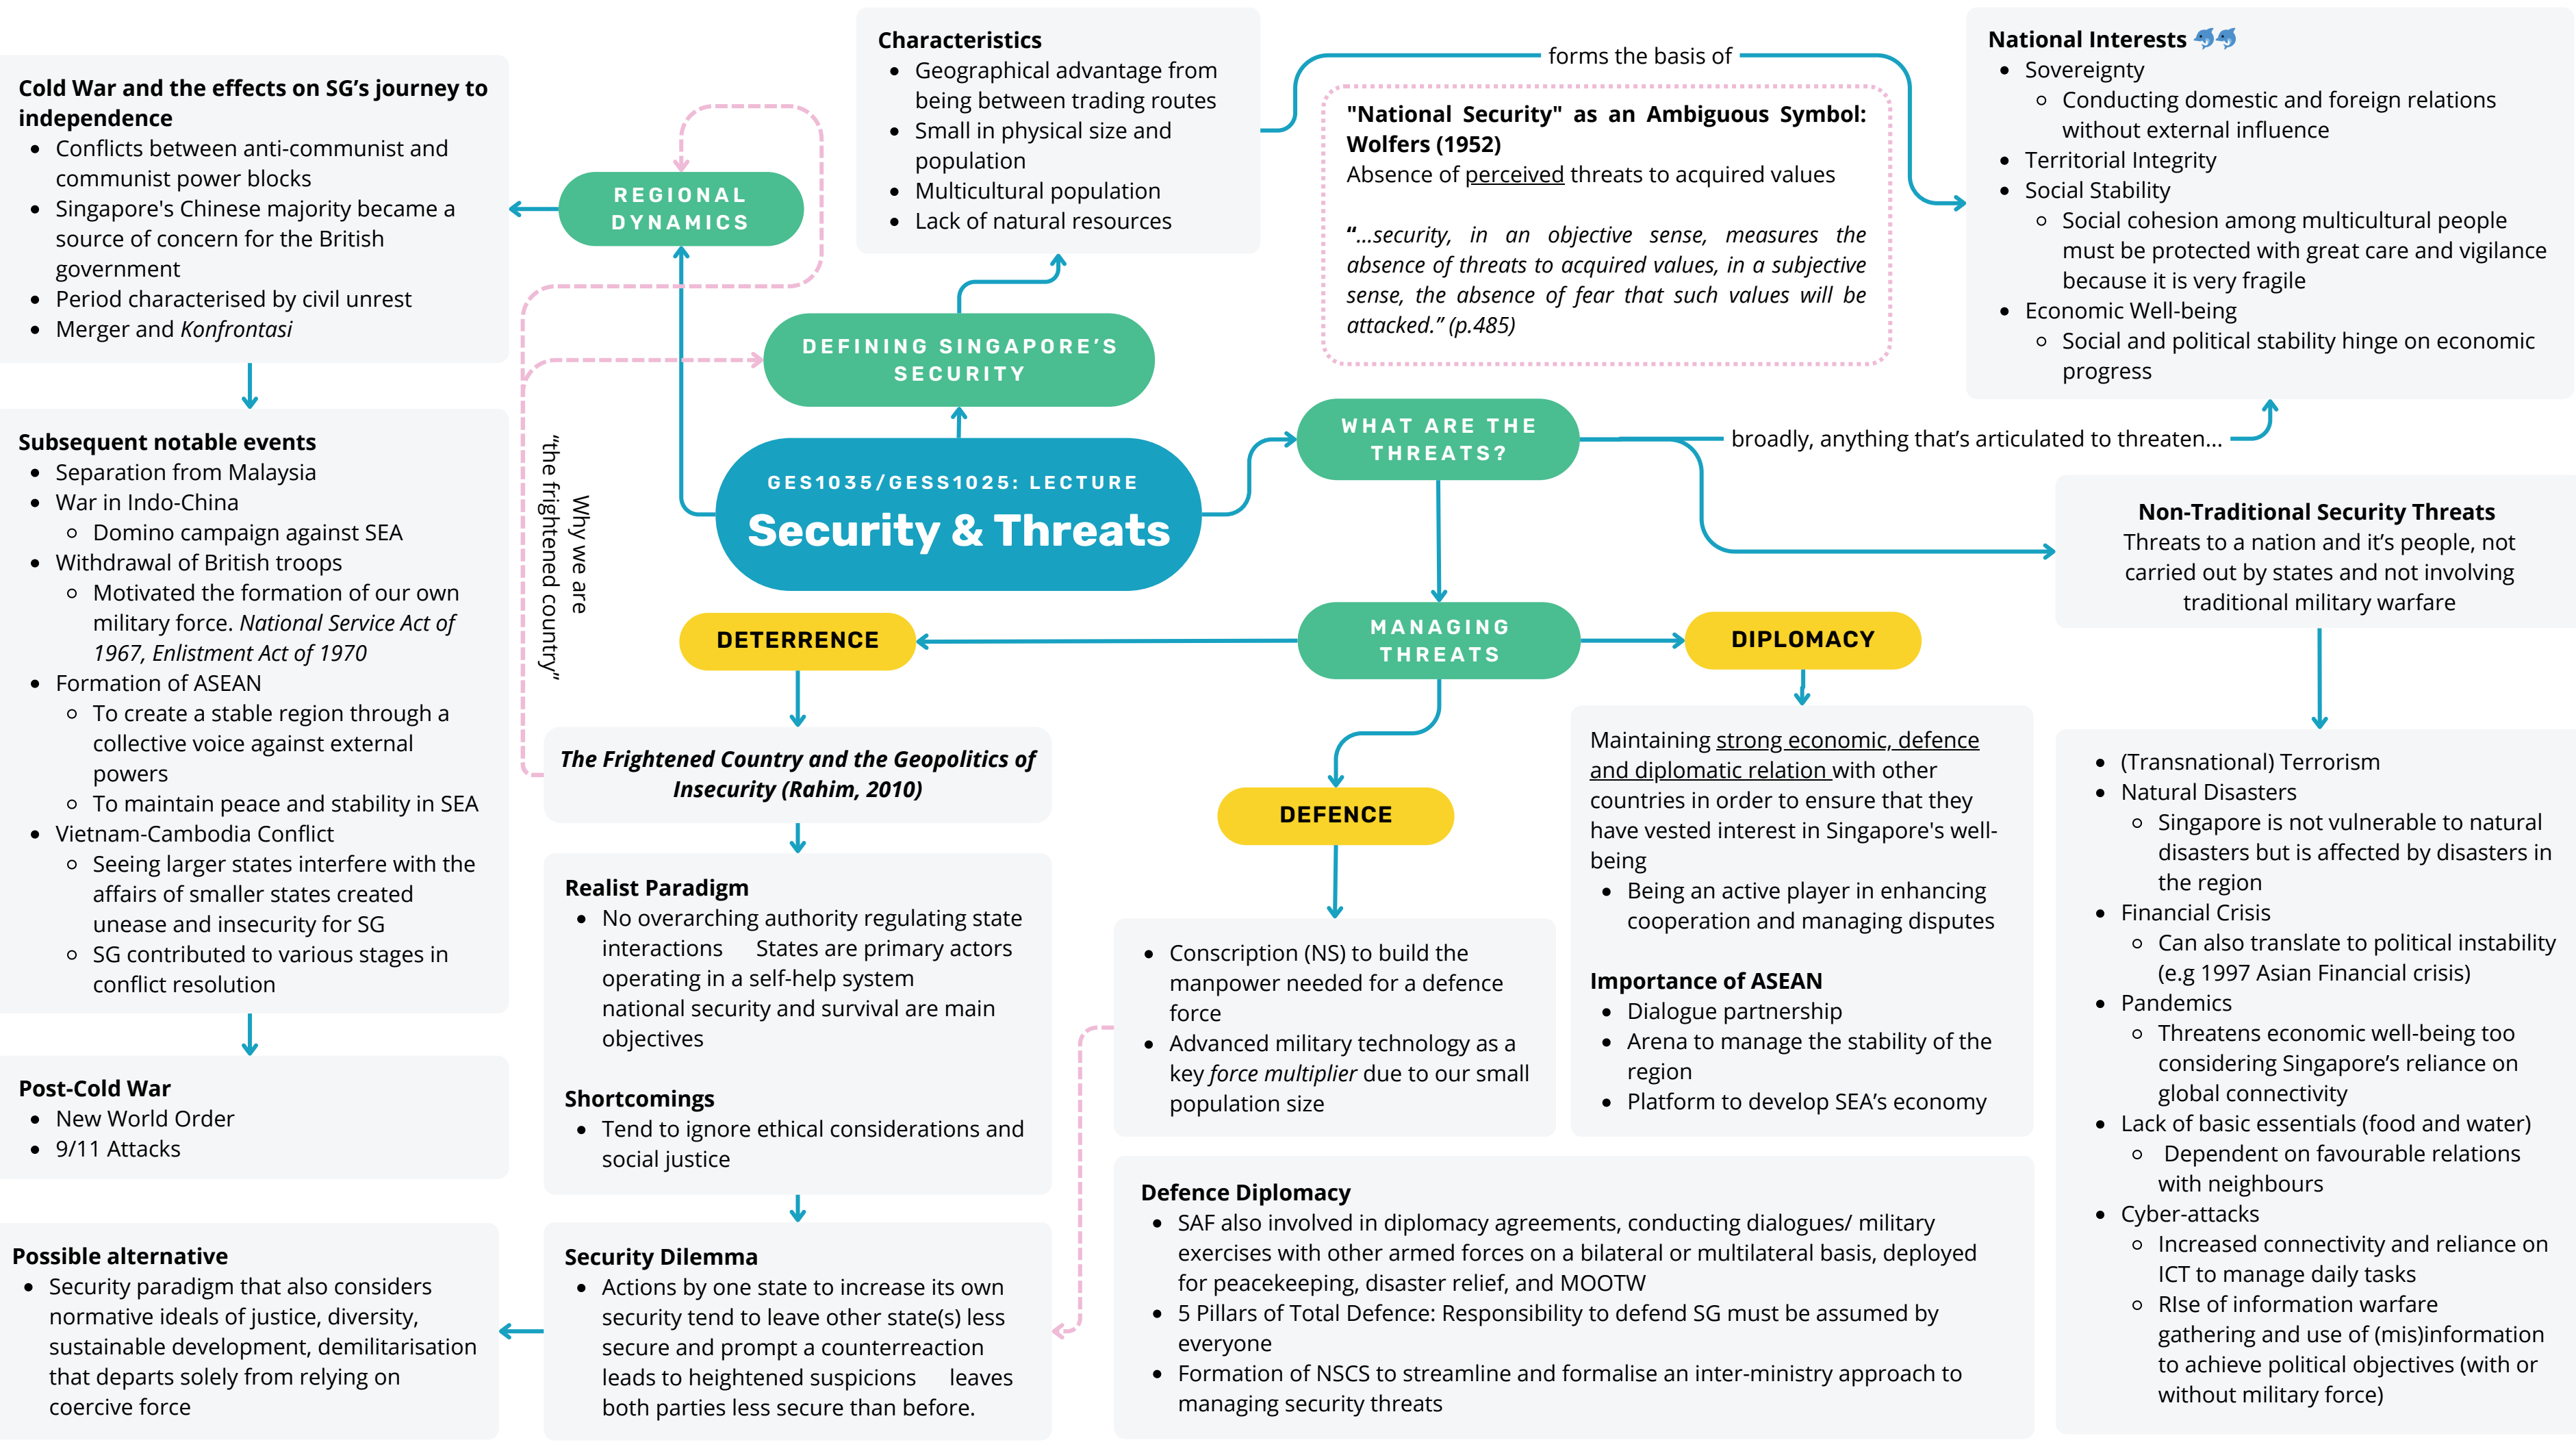 Cold War and the effects on SG’s journey to
independence
Conflicts between anti-communist and
communist power blocks
Singapore's Chinese majority became a
source of concern for the British
government
Period characterised by civil unrest
Merger and Konfrontasi
Subsequent notable events
Separation from Malaysia
War in Indo-China
Domino campaign against SEA
Withdrawal of British troops
Motivated the formation of our own
military force. National Service Act of
1967, Enlistment Act of 1970
Formation of ASEAN
To create a stable region through a
collective voice against external
powers
To maintain peace and stability in SEA
Vietnam-Cambodia Conflict
Seeing larger states interfere with the
affairs of smaller states created
unease and insecurity for SG
SG contributed to various stages in
conflict resolution
Post-Cold War
New World Order
9/11 Attacks
Possible alternative
Security paradigm that also considers
normative ideals of justice, diversity,
sustainable development, demilitarisation
that departs solely from relying on
coercive force
REGIONAL
DYNAMICS
Characteristics
Geographical advantage from
being between trading routes
Small in physical size and
population
Multicultural population
Lack of natural resources
DEFINING SINGAPORE’S
SECURITY
GES1035/GESS1025: LECTURE
Security & Threats
Why we are
“the frightened country”
DETERRENCE
The Frightened Country and the Geopolitics of
Insecurity (Rahim, 2010)
Realist Paradigm
No overarching authority regulating state
interactions States are primary actors
operating in a self-help system
national security and survival are main
objectives
Shortcomings
Tend to ignore ethical considerations and
social justice
Security Dilemma
Actions by one state to increase its own
security tend to leave other state(s) less
secure and prompt a counterreaction
leads to heightened suspicions leaves
both parties less secure than before.
forms the basis of
"National Security" as an Ambiguous Symbol:
Wolfers (1952)
Absence of perceived threats to acquired values
“...security, in an objective sense, measures the
absence of threats to acquired values, in a subjective
sense, the absence of fear that such values will be
attacked.” (p.485)
WHAT ARE THE
THREATS?
broadly, anything that’s articulated to threaten...
MANAGING
THREATS
DIPLOMACY
Maintaining strong economic, defence
and diplomatic relation with other
countries in order to ensure that they
have vested interest in Singapore's well-
being
Being an active player in enhancing
cooperation and managing disputes
Importance of ASEAN
Dialogue partnership
Arena to manage the stability of the
region
Platform to develop SEA’s economy
DEFENCE
Conscription (NS) to build the
manpower needed for a defence
force
Advanced military technology as a
key force multiplier due to our small
population size
Defence Diplomacy
SAF also involved in diplomacy agreements, conducting dialogues/ military
exercises with other armed forces on a bilateral or multilateral basis, deployed
for peacekeeping, disaster relief, and MOOTW
5 Pillars of Total Defence: Responsibility to defend SG must be assumed by
everyone
Formation of NSCS to streamline and formalise an inter-ministry approach to
managing security threats
National Interests 🐬🐬
Sovereignty
Conducting domestic and foreign relations
without external influence
Territorial Integrity
Social Stability
Social cohesion among multicultural people
must be protected with great care and vigilance
because it is very fragile
Economic Well-being
Social and political stability hinge on economic
progress
Non-Traditional Security Threats
Threats to a nation and it’s people, not
carried out by states and not involving
traditional military warfare
(Transnational) Terrorism
Natural Disasters
Singapore is not vulnerable to natural
disasters but is affected by disasters in
the region
Financial Crisis
Can also translate to political instability
(e.g 1997 Asian Financial crisis)
Pandemics
Threatens economic well-being too
considering Singapore’s reliance on
global connectivity
Lack of basic essentials (food and water)
Dependent on favourable relations
with neighbours
Cyber-attacks
Increased connectivity and reliance on
ICT to manage daily tasks
RIse of information warfare
gathering and use of (mis)information
to achieve political objectives (with or
without military force)